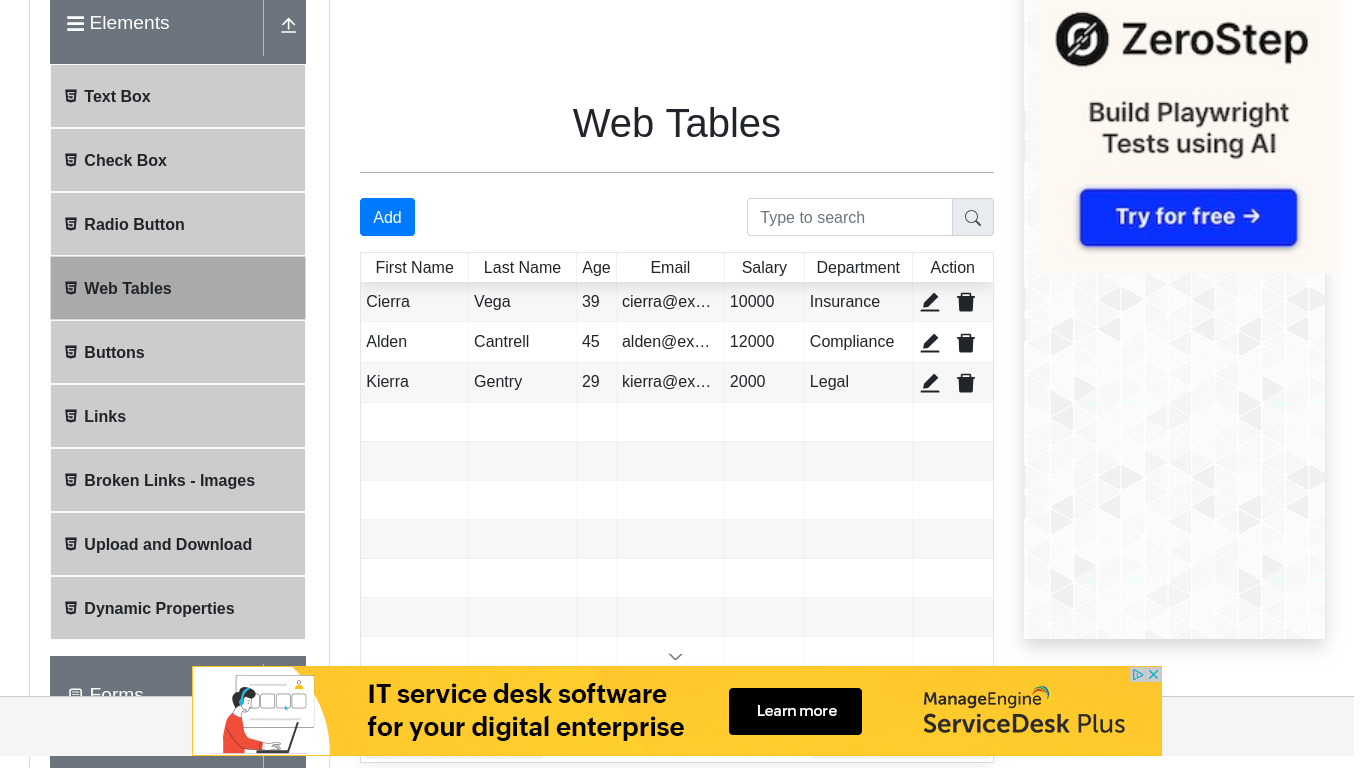 Elements
Text Box
Check Box
Radio Button
Web Tables
Buttons
Links
Broken Links - Images
Upload and Download
Dynamic Properties
Forms
Web Tables
Add
Type to search
First Name Last Name Age Email Salary Department Action
Cierra Vega 39 cierra@ex… 10000 Insurance
Alden Cantrell 45 alden@ex… 12000 Compliance
Kierra Gentry 29 kierra@ex… 2000 Legal
ZeroStep
Build Playwright
Tests using AI
Try for free →
IT service desk software
for your digital enterprise
Learn more
ManageEngine
ServiceDesk Plus